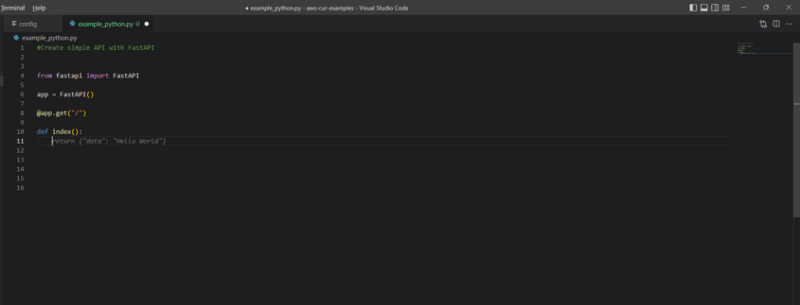 Terminal Help
● example_python.py - aws-cur-examples - Visual Studio Code
config
example_python.py U ●
example_python.py
1 #Create simple API with FastAPI
2
3
4 from fastapi import FastAPI
5
6 app = FastAPI()
7
8 @app.get("/")
9
10 def index():
11 return {"data": "Hello World"}
12
13
14
15
16